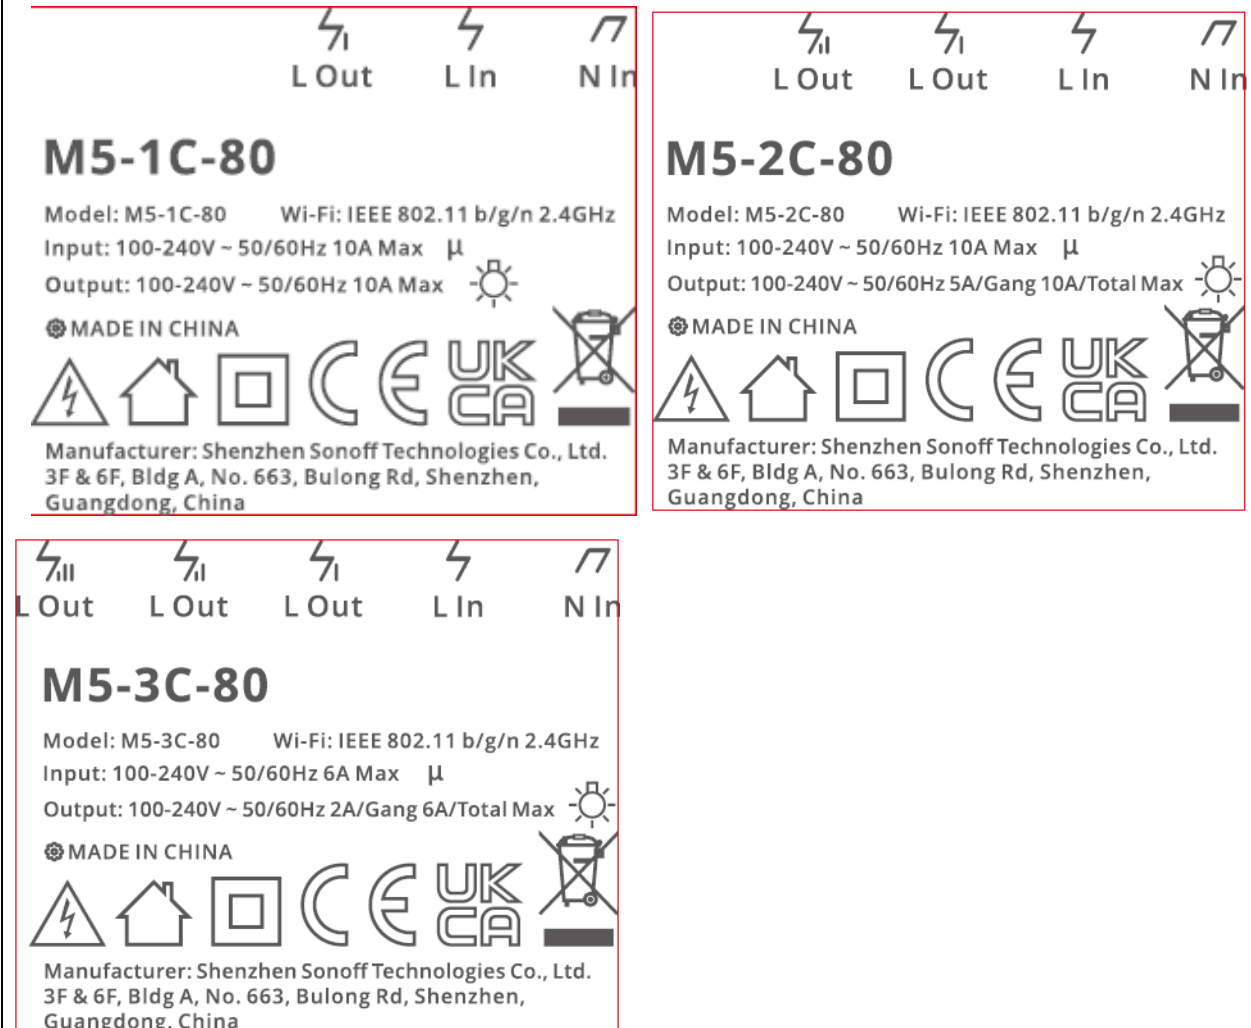 L Out L In N In
M5-1C-80
Model: M5-1C-80 Wi-Fi: IEEE 802.11 b/g/n 2.4GHz
Input: 100-240V ~ 50/60Hz 10A Max μ
Output: 100-240V ~ 50/60Hz 10A Max
MADE IN CHINA
CE UK CA
Manufacturer: Shenzhen Sonoff Technologies Co., Ltd.
3F & 6F, Bldg A, No. 663, Bulong Rd, Shenzhen,
Guangdong, China
L Out L Out L In N In
M5-2C-80
Model: M5-2C-80 Wi-Fi: IEEE 802.11 b/g/n 2.4GHz
Input: 100-240V ~ 50/60Hz 10A Max μ
Output: 100-240V ~ 50/60Hz 5A/Gang 10A/Total Max
MADE IN CHINA
CE UK CA
Manufacturer: Shenzhen Sonoff Technologies Co., Ltd.
3F & 6F, Bldg A, No. 663, Bulong Rd, Shenzhen,
Guangdong, China
L Out L Out L Out L In N In
M5-3C-80
Model: M5-3C-80 Wi-Fi: IEEE 802.11 b/g/n 2.4GHz
Input: 100-240V ~ 50/60Hz 6A Max μ
Output: 100-240V ~ 50/60Hz 2A/Gang 6A/Total Max
MADE IN CHINA
CE UK CA
Manufacturer: Shenzhen Sonoff Technologies Co., Ltd.
3F & 6F, Bldg A, No. 663, Bulong Rd, Shenzhen,
Guangdong, China